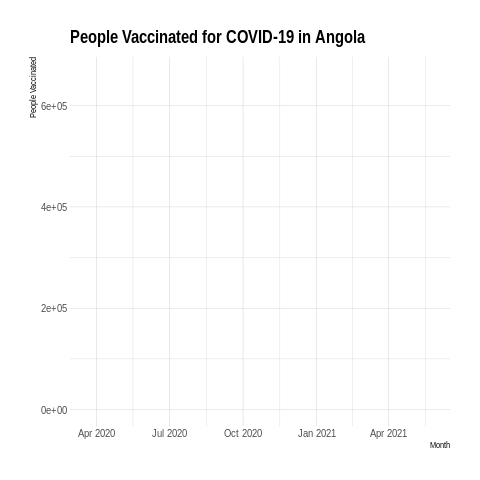 People Vaccinated for COVID-19 in Angola
People Vaccinated
6e+05
4e+05
2e+05
0e+00
Apr 2020 Jul 2020 Oct 2020 Jan 2021 Apr 2021
Month